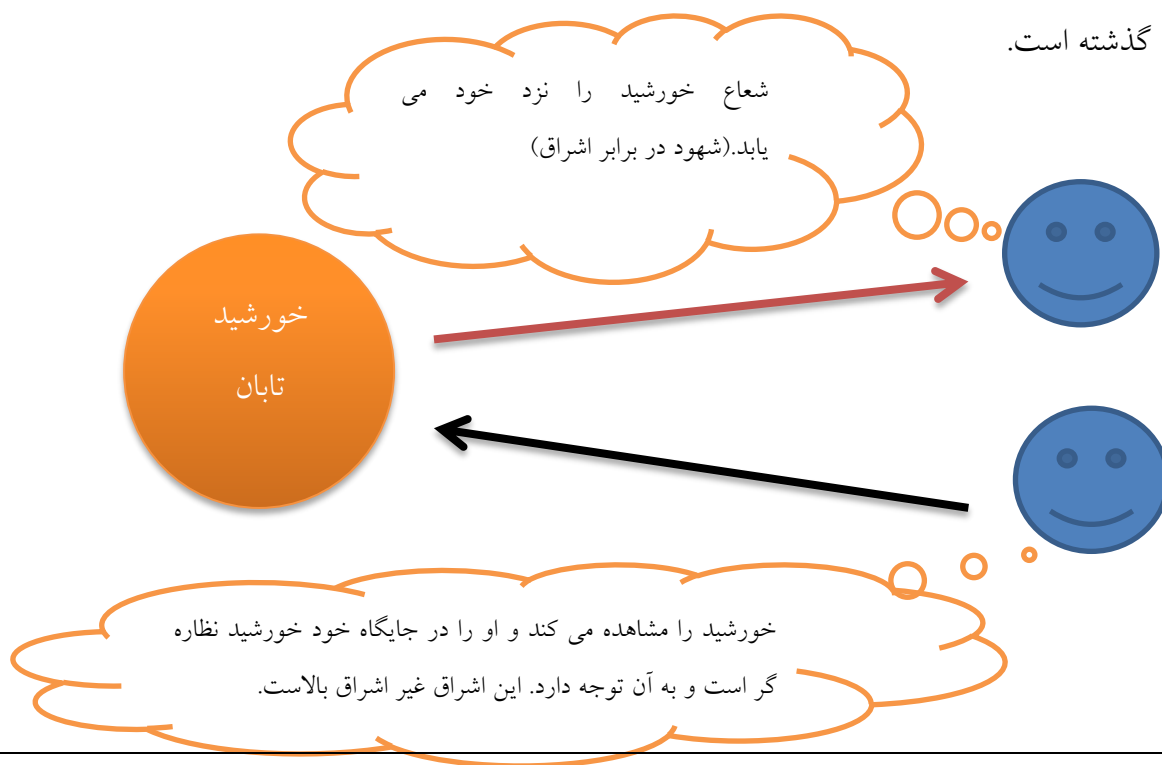 گذشته است.
شعاع خورشید را نزد خود می
یابد.(شهود در برابر اشراق)
خورشید
تابان
خورشید را مشاهده می کند و او را در جایگاه خود خورشید نظاره
گر است و به آن توجه دارد. این اشراق غیر اشراق بالاست.